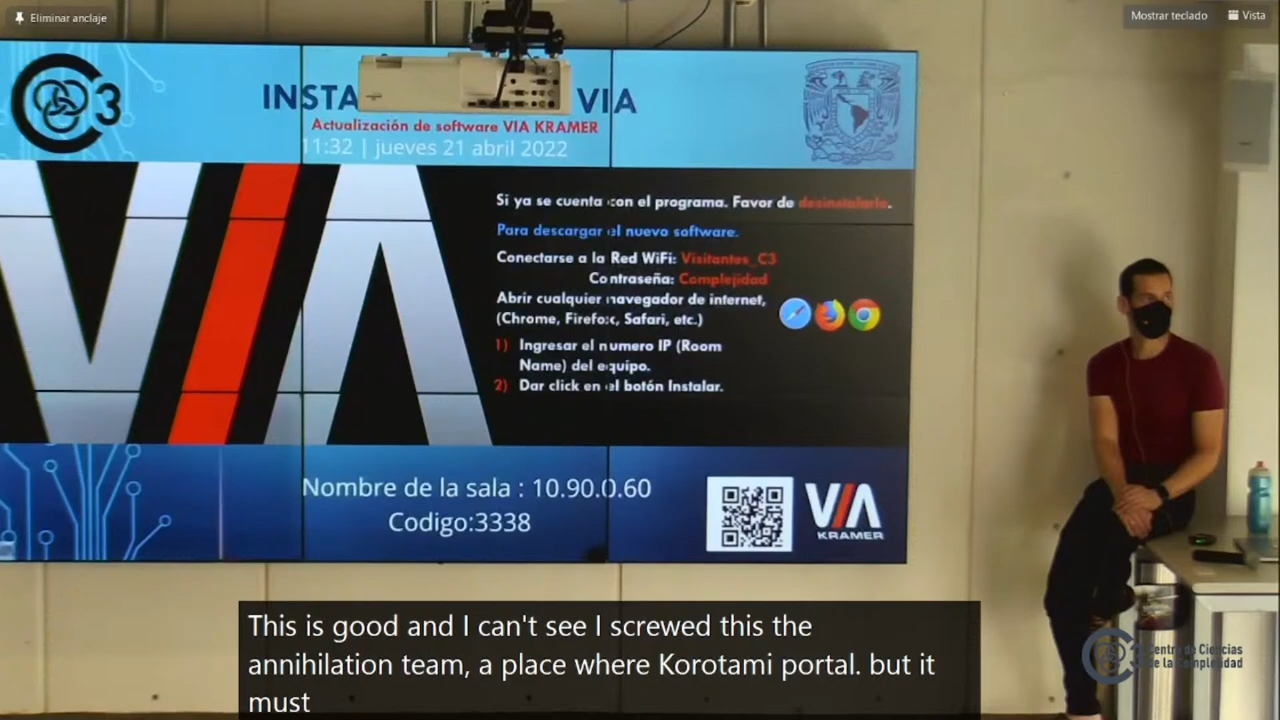 Eliminar anclaje
Mostrar teclado
Vista
C3
INSTA VIA
Actualización de software VIA KRAMER
11:32 | jueves 21 abril 2022
VIA
Si ya se cuenta con el programa. Favor de desinstalarlo.
Para descargar el nuevo software.
Conectarse a la Red WiFi: Visitantes_C3
Contraseña: Complejidad
Abrir cualquier navegador de internet,
(Chrome, Firefox, Safari, etc.)
1) Ingresar el numero IP (Room
Name) del equipo.
2) Dar click en el botón Instalar.
Nombre de la sala : 10.90.0.60
Codigo:3338
VIA
KRAMER
This is good and I can't see I screwed this the
annihilation team, a place where Korotami portal. but it
must
C3 Centro de Ciencias
de la Complejidad